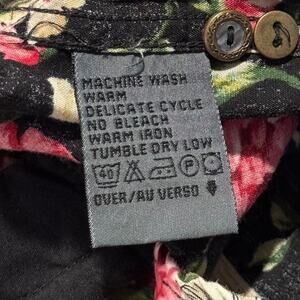 MACHINE WASH
WARM
DELICATE CYCLE
NO BLEACH
WARM IRON
TUMBLE DRY LOW
40
OVER/AU VERSO